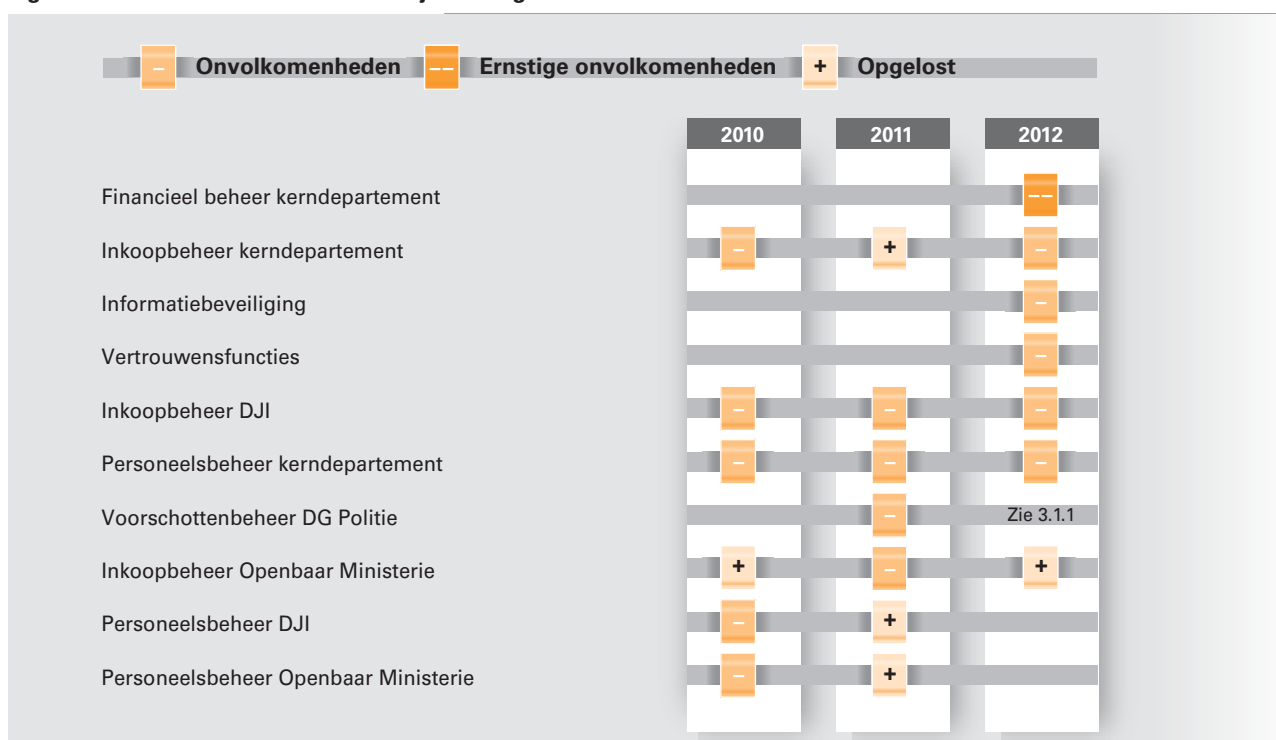 – Onvolkomenheden –– Ernstige onvolkomenheden + Opgelost
2010 2011 2012
Financieel beheer kerndepartement ––
Inkoopbeheer kerndepartement – + –
Informatiebeveiliging –
Vertrouwensfuncties –
Inkoopbeheer DJI – – –
Personeelsbeheer kerndepartement – – –
Voorschottenbeheer DG Politie – Zie 3.1.1
Inkoopbeheer Openbaar Ministerie + – +
Personeelsbeheer DJI – +
Personeelsbeheer Openbaar Ministerie – +